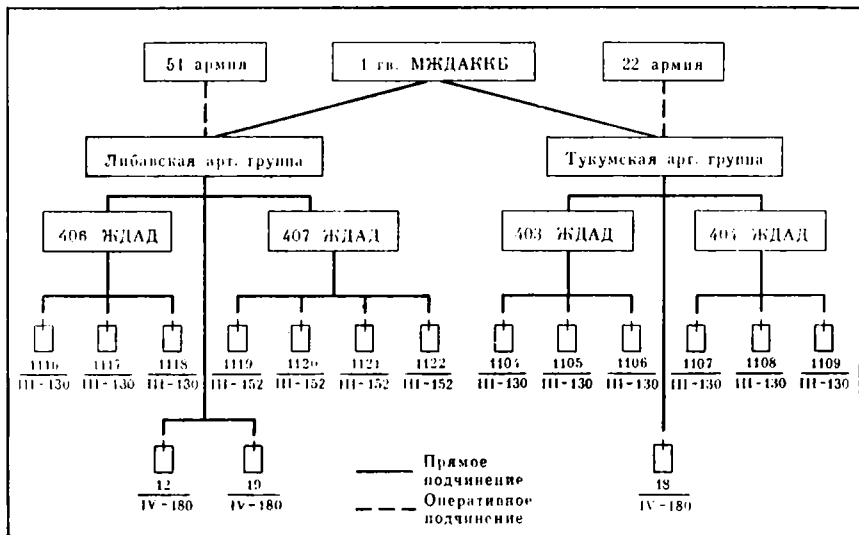 51 армия
1 гв. МЖДАККБ
22 армия
Либавская арт. группа
Тукумская арт. группа
406 ЖДАД
407 ЖДАД
403 ЖДАД
404 ЖДАД
1116
III-130
1117
III-130
1118
III-130
1119
III-152
1120
III-152
1121
III-152
1122
III-152
1104
III-130
1105
III-130
1106
III-130
1107
III-130
1108
III-130
1109
III-130
12
IV-180
19
IV-180
18
IV-180
Прямое
подчинение
Оперативное
подчинение